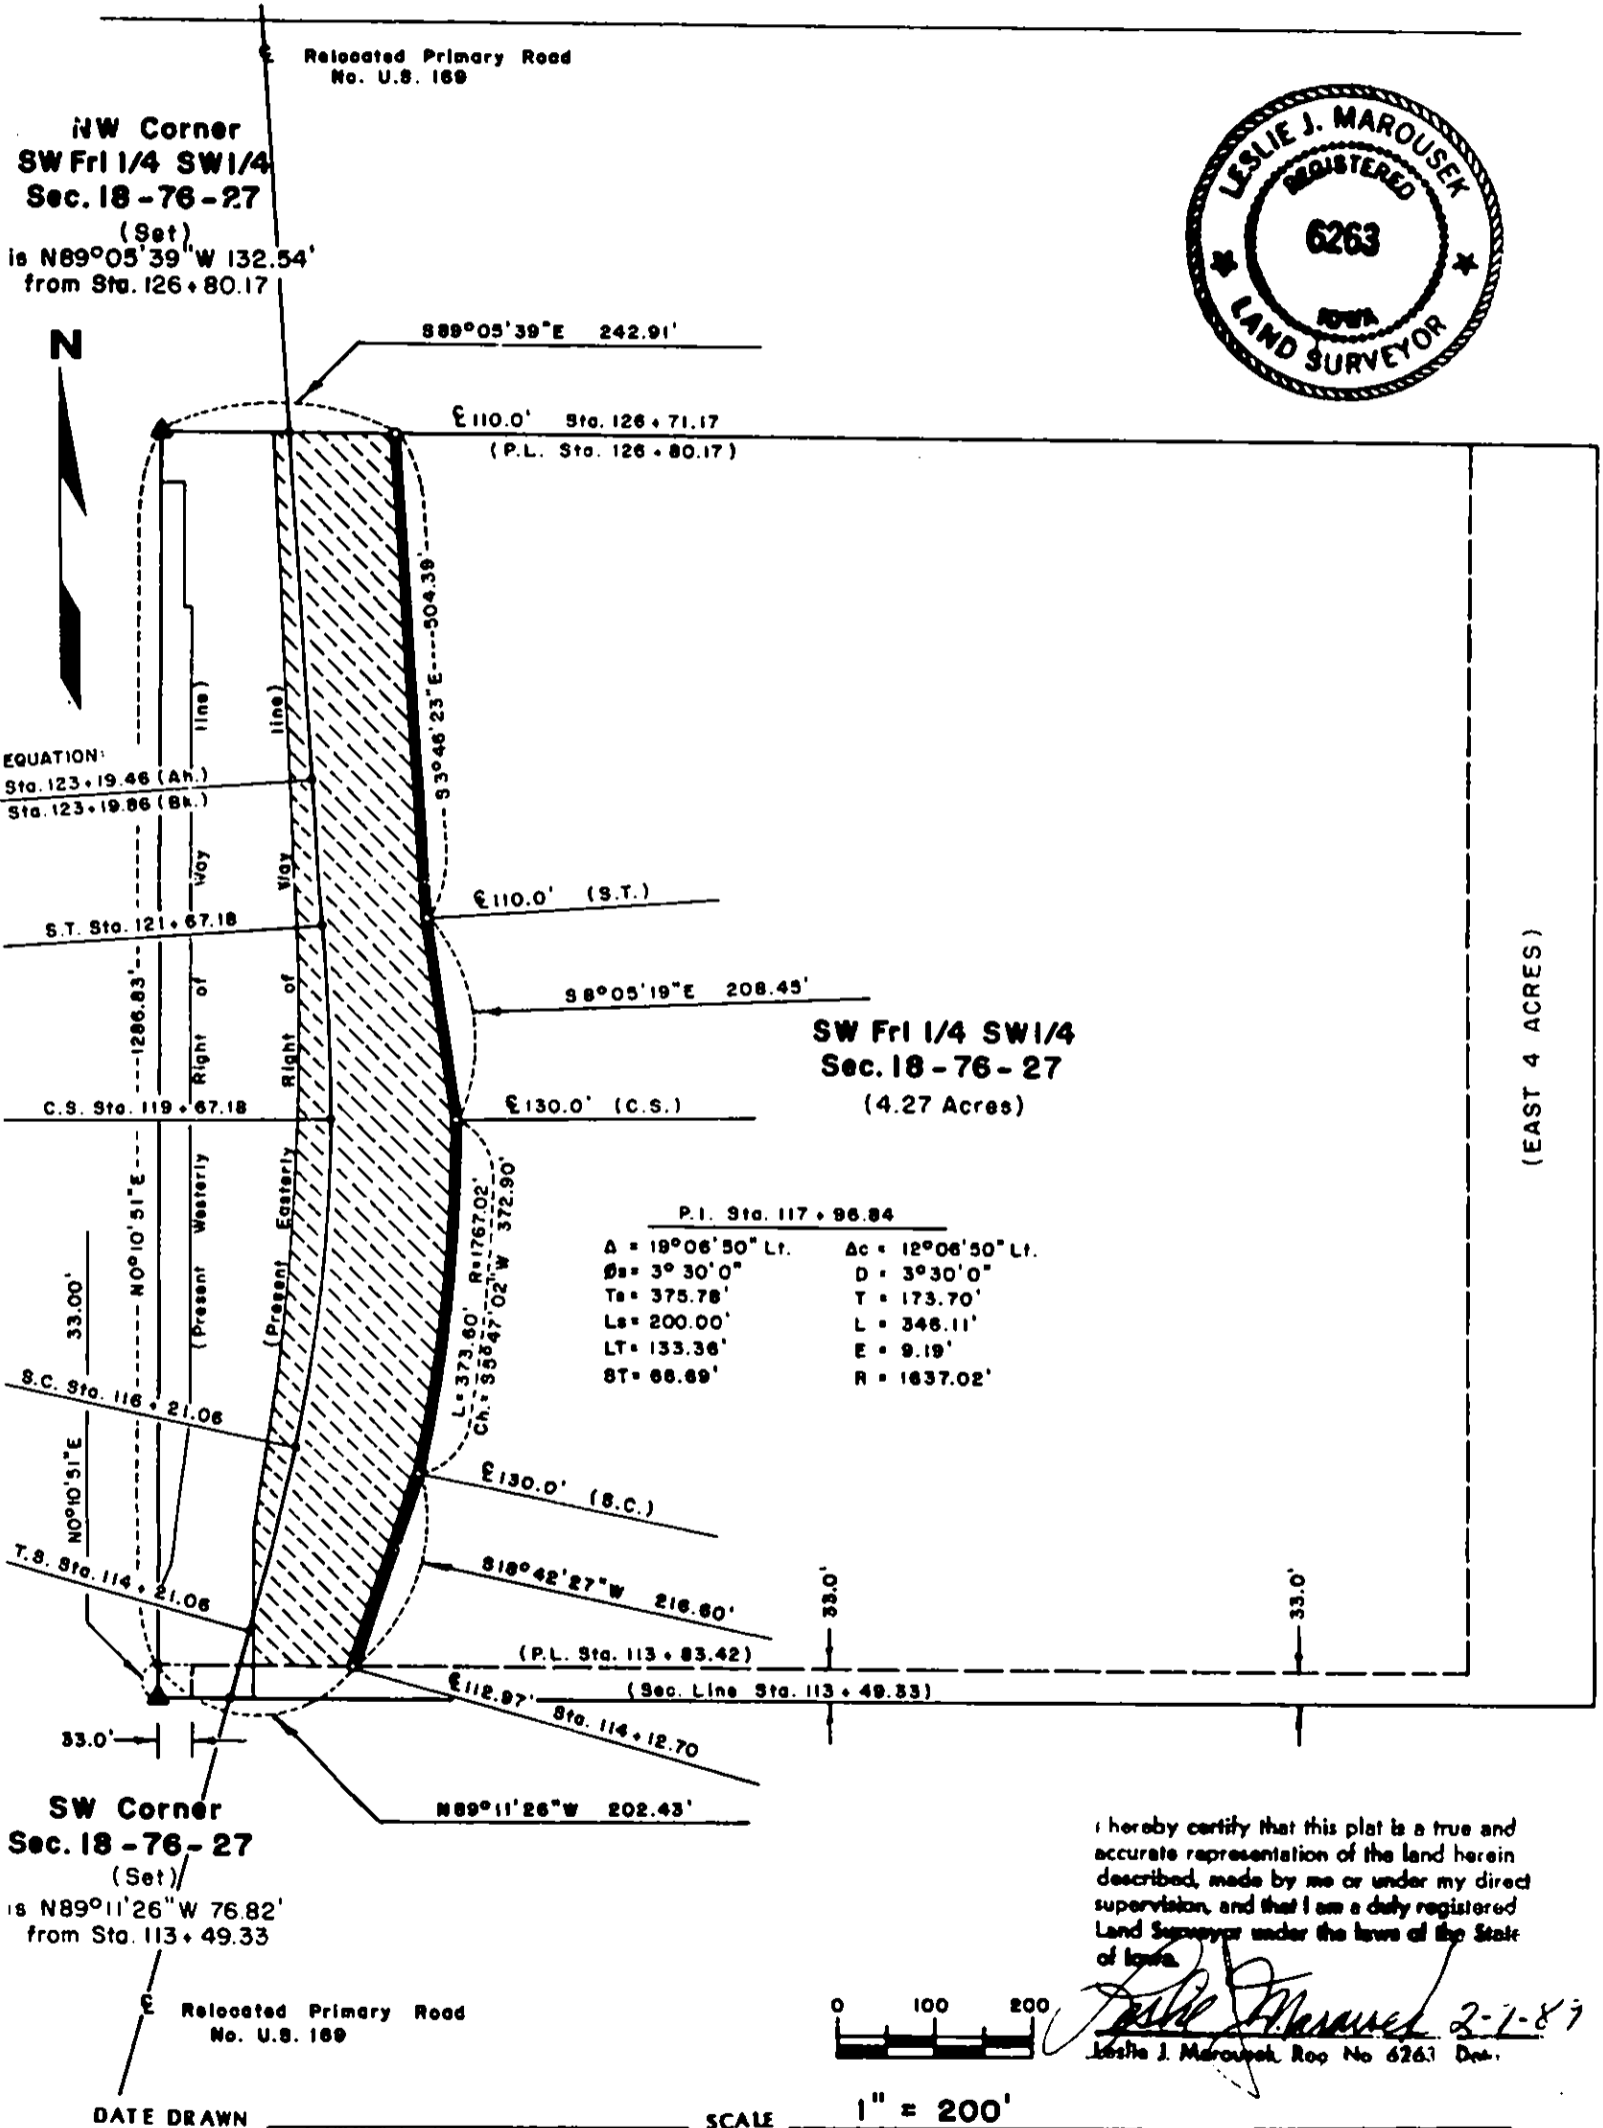 ℄ Relocated Primary Road
No. U.S. 169
NW Corner
SW Frl 1/4 SW1/4
Sec. 18-76-27
(Set)
is N89°05'39"W 132.54'
from Sta. 126+80.17
LESLIE J. MAROUSEK
REGISTERED
6263
IOWA
LAND SURVEYOR
N
S89°05'39"E 242.91'
℄ 110.0' Sta. 126+71.17
(P.L. Sta. 126+80.17)
S3°46'23"E 504.39'
(Present Westerly Right of Way line)
(Present Easterly Right of Way line)
EQUATION:
Sta. 123+19.46 (Ah.)
Sta. 123+19.86 (Bk.)
℄ 110.0' (S.T.)
S.T. Sta. 121+67.18
N0°10'51"E 1286.83'
S8°05'19"E 208.45'
SW Frl 1/4 SW1/4
Sec. 18-76-27
(4.27 Acres)
(EAST 4 ACRES)
C.S. Sta. 119+67.18
℄ 130.0' (C.S.)
L=373.60' R=1767.02'
Ch.= 372.90'
P.I. Sta. 117+96.84
Δ = 19°06'50" Lt. Δc = 12°06'50" Lt.
Øs= 3°30'0" D = 3°30'0"
Ts= 375.78' T = 173.70'
Ls= 200.00' L = 346.11'
LT= 133.36' E = 9.19'
ST= 66.69' R = 1637.02'
N0°10'51"E 33.00'
S.C. Sta. 116+21.06
℄ 130.0' (S.C.)
T.S. Sta. 114+21.06
S18°42'27"W 216.60'
33.0'
33.0'
(P.L. Sta. 113+83.42)
(Sec. Line Sta. 113+49.33)
℄ 112.97' Sta. 114+12.70
33.0'
N89°11'26"W 202.43'
SW Corner
Sec. 18-76-27
(Set)
is N89°11'26"W 76.82'
from Sta. 113+49.33
℄ Relocated Primary Road
No. U.S. 169
I hereby certify that this plat is a true and
accurate representation of the land herein
described, made by me or under my direct
supervision, and that I am a duly registered
Land Surveyor under the laws of the State
of Iowa.
Leslie J. Marousek 2-1-87
Leslie J. Marousek Reg No 6263 Date
0 100 200
DATE DRAWN SCALE 1" = 200'